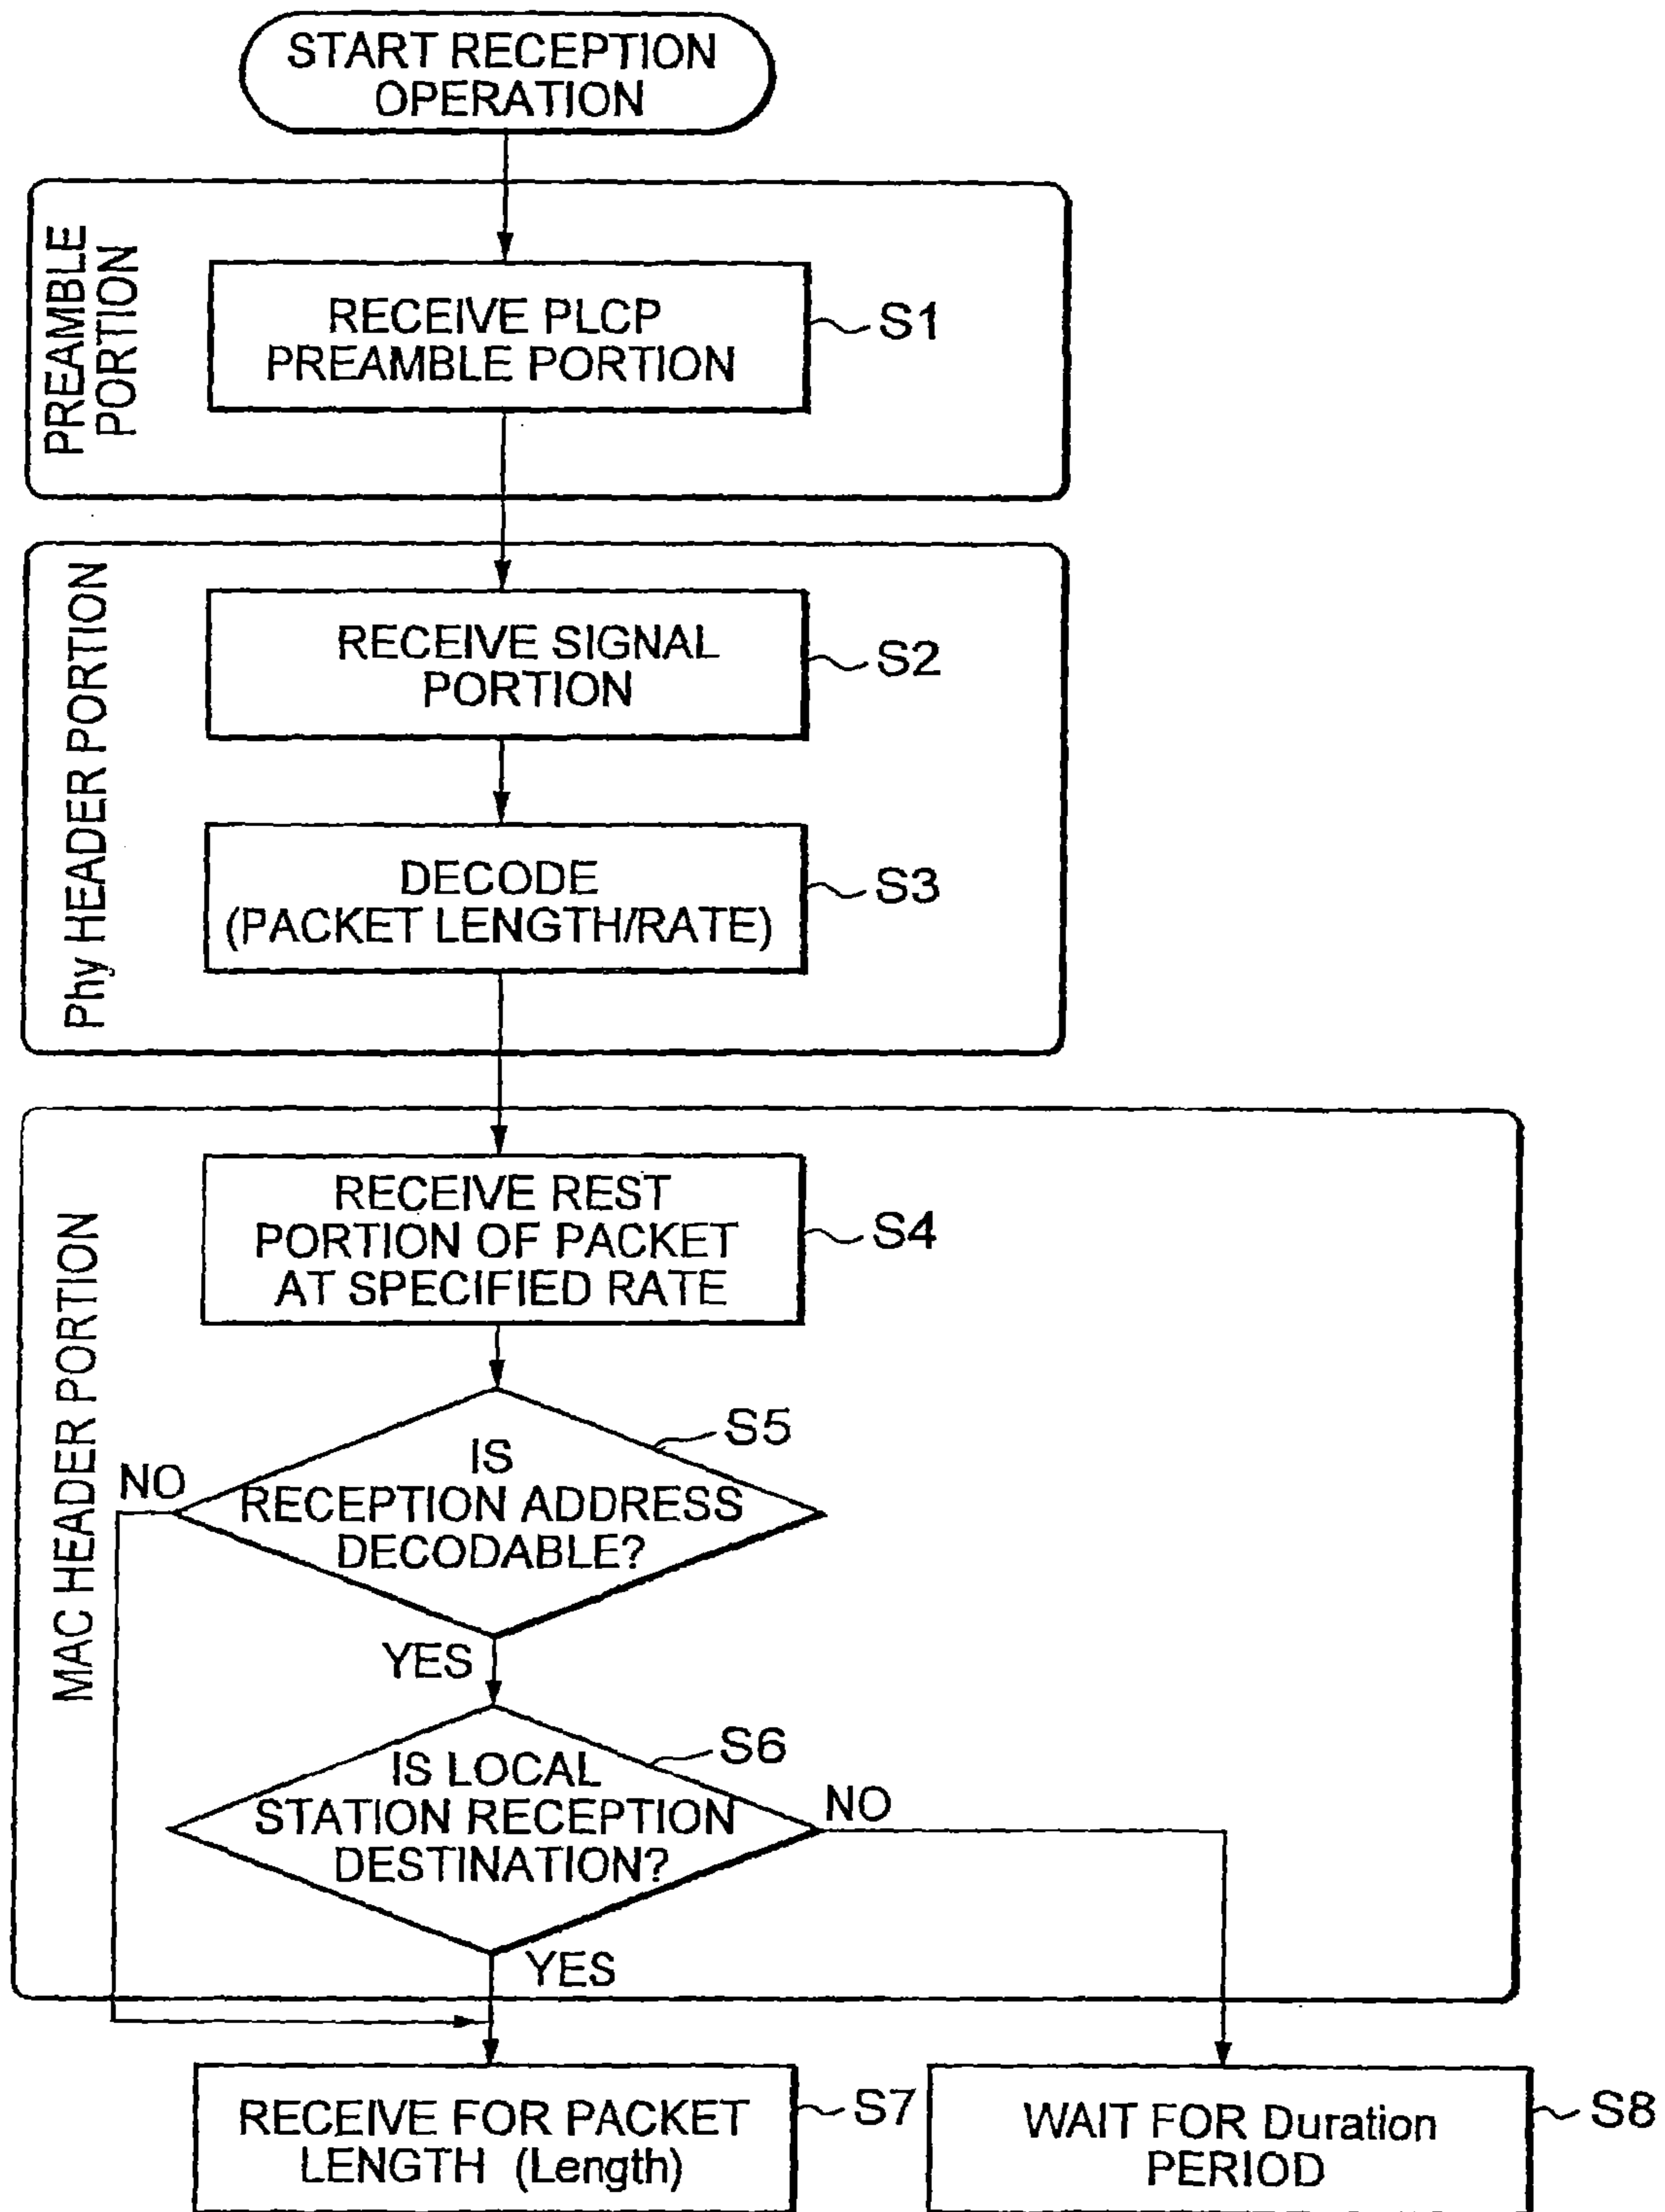 START RECEPTION
OPERATION
PREAMBLE
PORTION
RECEIVE PLCP
PREAMBLE PORTION
S1
Phy HEADER PORTION
RECEIVE SIGNAL
PORTION
S2
DECODE
(PACKET LENGTH/RATE)
S3
MAC HEADER PORTION
RECEIVE REST
PORTION OF PACKET
AT SPECIFIED RATE
S4
S5
NO
IS
RECEPTION ADDRESS
DECODABLE?
YES
S6
IS LOCAL
STATION RECEPTION
DESTINATION?
NO
YES
RECEIVE FOR PACKET
LENGTH (Length)
S7
WAIT FOR Duration
PERIOD
S8